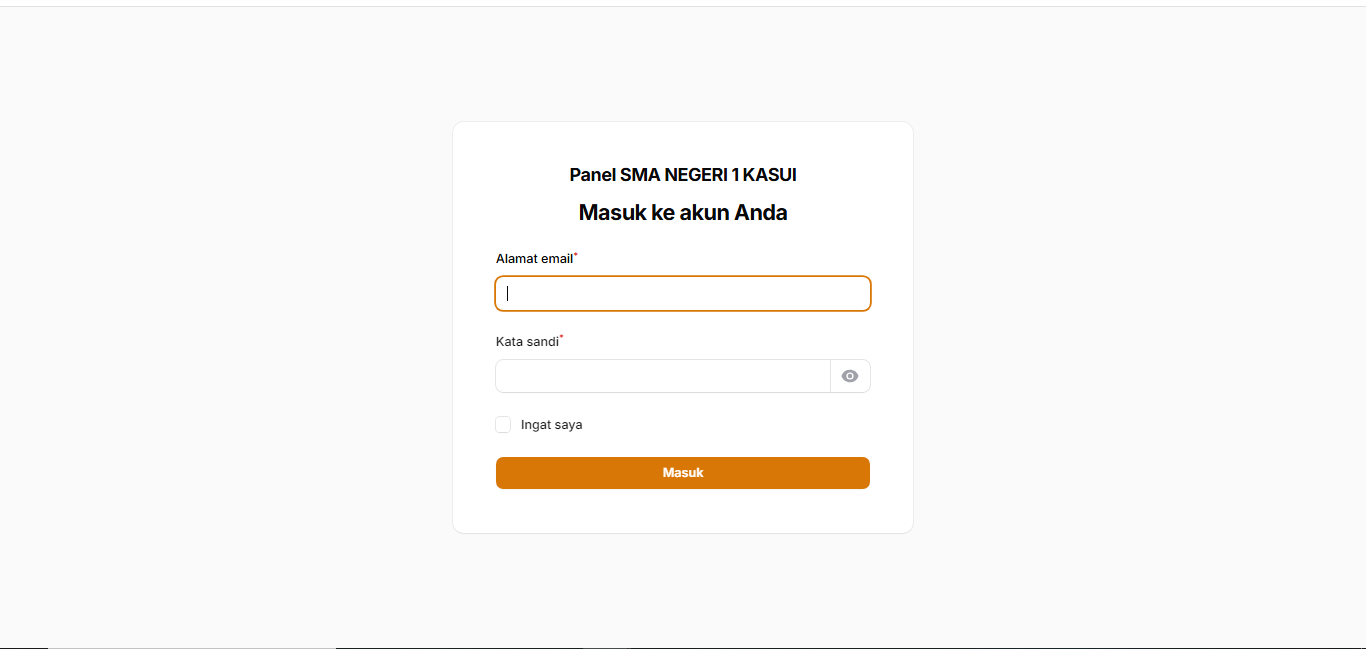 Panel SMA NEGERI 1 KASUI
Masuk ke akun Anda
Alamat email*
Kata sandi*
Ingat saya
Masuk